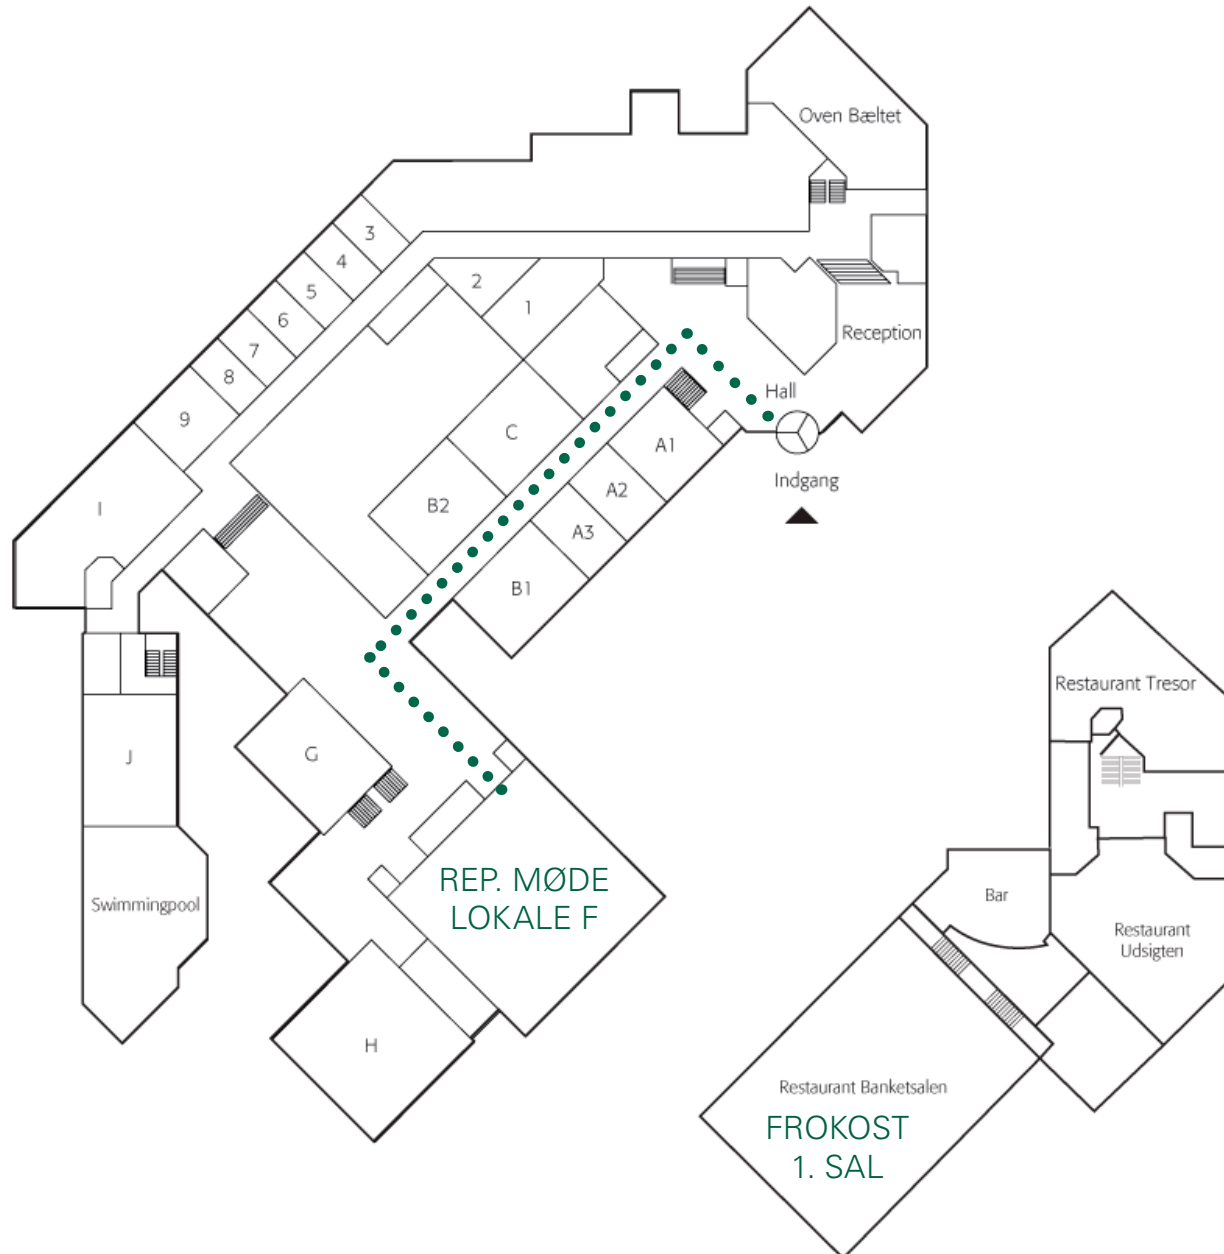 Oven Bæltet
3
4
5
6
7
8
9
2
1
Reception
Hall
C
A1
A2
A3
B2
B1
Indgang
I
J
G
Swimmingpool
REP. MØDE
LOKALE F
H
Restaurant Tresor
Bar
Restaurant
Udsigten
Restaurant Banketsalen
FROKOST
1. SAL